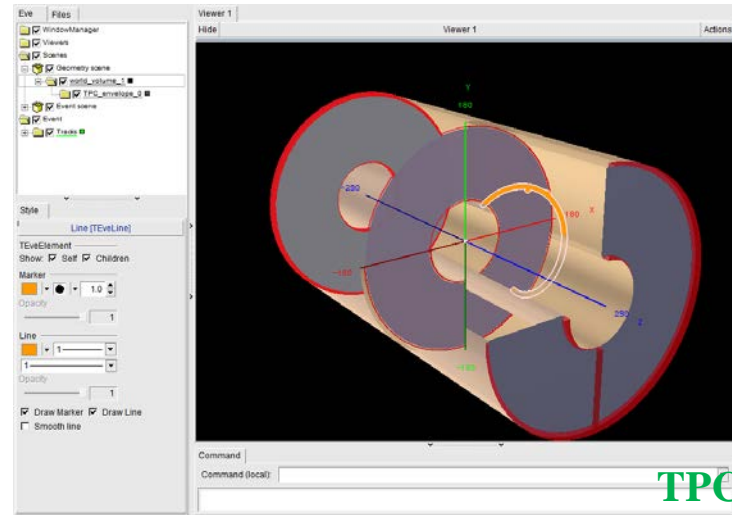 Eve Files
WindowManager
Viewers
Scenes
Geometry scene
world_volume_1
TPC_envelope_0
Event scene
Event
Tracks
Style
Line [TEveLine]
TEveElement
Show: Self Children
Marker
1.0
Opacity
1
Line
1
1
Opacity
1
Draw Marker Draw Line
Smooth line
Viewer 1
Hide Viewer 1 Actions
Y
180
-290
180 X
-180
290
Z
-180
Command
Command (local):
TPC